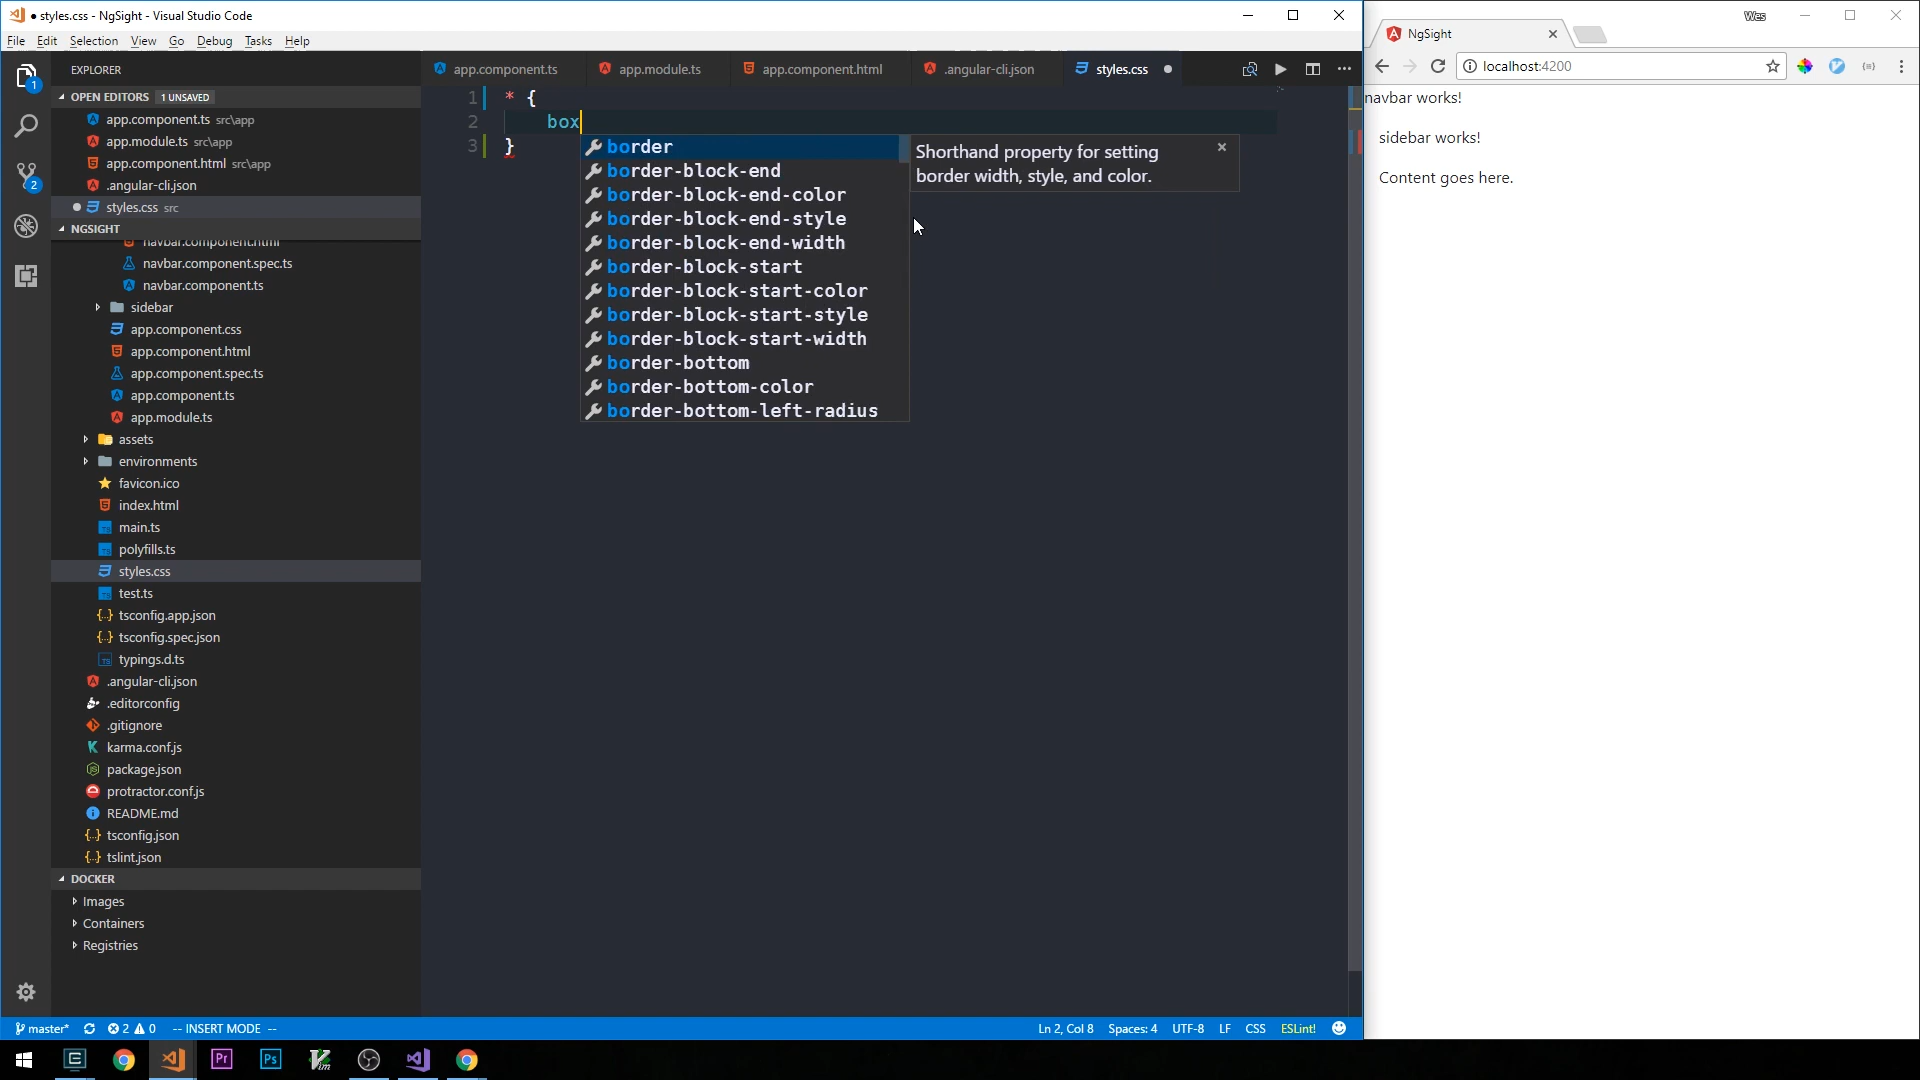 ● styles.css - NgSight - Visual Studio Code
File Edit Selection View Go Debug Tasks Help
EXPLORER
OPEN EDITORS 1 UNSAVED
app.component.ts src\app
app.module.ts src\app
app.component.html src\app
.angular-cli.json
styles.css src
NGSIGHT
navbar.component.html
navbar.component.spec.ts
navbar.component.ts
sidebar
app.component.css
app.component.html
app.component.spec.ts
app.component.ts
app.module.ts
assets
environments
favicon.ico
index.html
main.ts
polyfills.ts
styles.css
test.ts
tsconfig.app.json
tsconfig.spec.json
typings.d.ts
.angular-cli.json
.editorconfig
.gitignore
karma.conf.js
package.json
protractor.conf.js
README.md
tsconfig.json
tslint.json
DOCKER
Images
Containers
Registries
1
2
app.component.ts app.module.ts app.component.html .angular-cli.json styles.css
1 * {
2 box
3 }
border
border-block-end
border-block-end-color
border-block-end-style
border-block-end-width
border-block-start
border-block-start-color
border-block-start-style
border-block-start-width
border-bottom
border-bottom-color
border-bottom-left-radius
Shorthand property for setting
border width, style, and color.
master* 2 0 -- INSERT MODE -- Ln 2, Col 8 Spaces: 4 UTF-8 LF CSS ESLint!
Wes
NgSight
localhost:4200
navbar works!
sidebar works!
Content goes here.
Pr Ps Vim